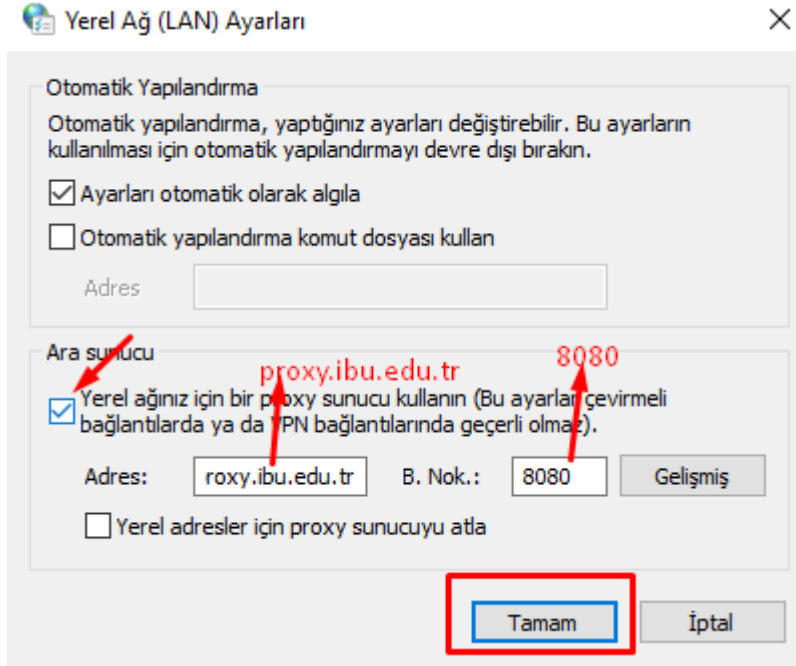 Yerel Ağ (LAN) Ayarları
Otomatik Yapılandırma
Otomatik yapılandırma, yaptığınız ayarları değiştirebilir. Bu ayarların
kullanılması için otomatik yapılandırmayı devre dışı bırakın.
Ayarları otomatik olarak algıla
Otomatik yapılandırma komut dosyası kullan
Adres
Ara sunucu
proxy.ibu.edu.tr
8080
Yerel ağınız için bir proxy sunucu kullanın (Bu ayarlar çevirmeli
bağlantılarda ya da VPN bağlantılarında geçerli olmaz).
Adres: roxy.ibu.edu.tr B. Nok.: 8080 Gelişmiş
Yerel adresler için proxy sunucuyu atla
Tamam İptal